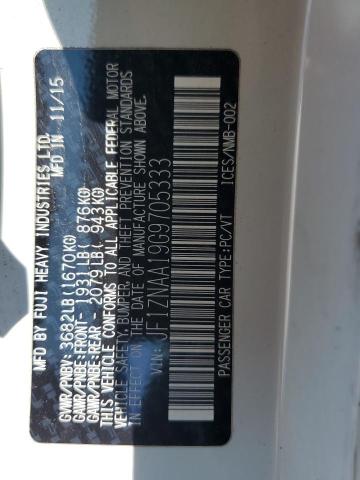 MFD BY FUJI HEAVY INDUSTRIES LTD.
MFD IN 11/15
GVWR/PNBV: 3682LB(1670KG)
GAWR/PNBE:FRONT- 1931LB( 876KG)
GAWR/PNBE:REAR - 2079LB( 943KG)
THIS VEHICLE CONFORMS TO ALL APPLICABLE FEDERAL MOTOR
VEHICLE SAFETY,BUMPER,AND THEFT PREVENTION STANDARDS
IN EFFECT ON THE DATE OF MANUFACTURE SHOWN ABOVE.
VIN: JF1ZNAA19G9705333
PASSENGER CAR TYPE:PC/VT ICES/NMB-002